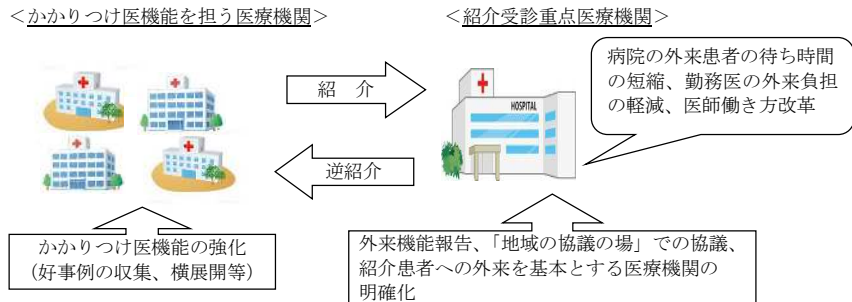 ＜かかりつけ医機能を担う医療機関＞
＜紹介受診重点医療機関＞
病院の外来患者の待ち時間
の短縮、勤務医の外来負担
の軽減、医師働き方改革
紹　介
HOSPITAL
逆紹介
かかりつけ医機能の強化
(好事例の収集、横展開等)
外来機能報告、「地域の協議の場」での協議、
紹介患者への外来を基本とする医療機関の
明確化